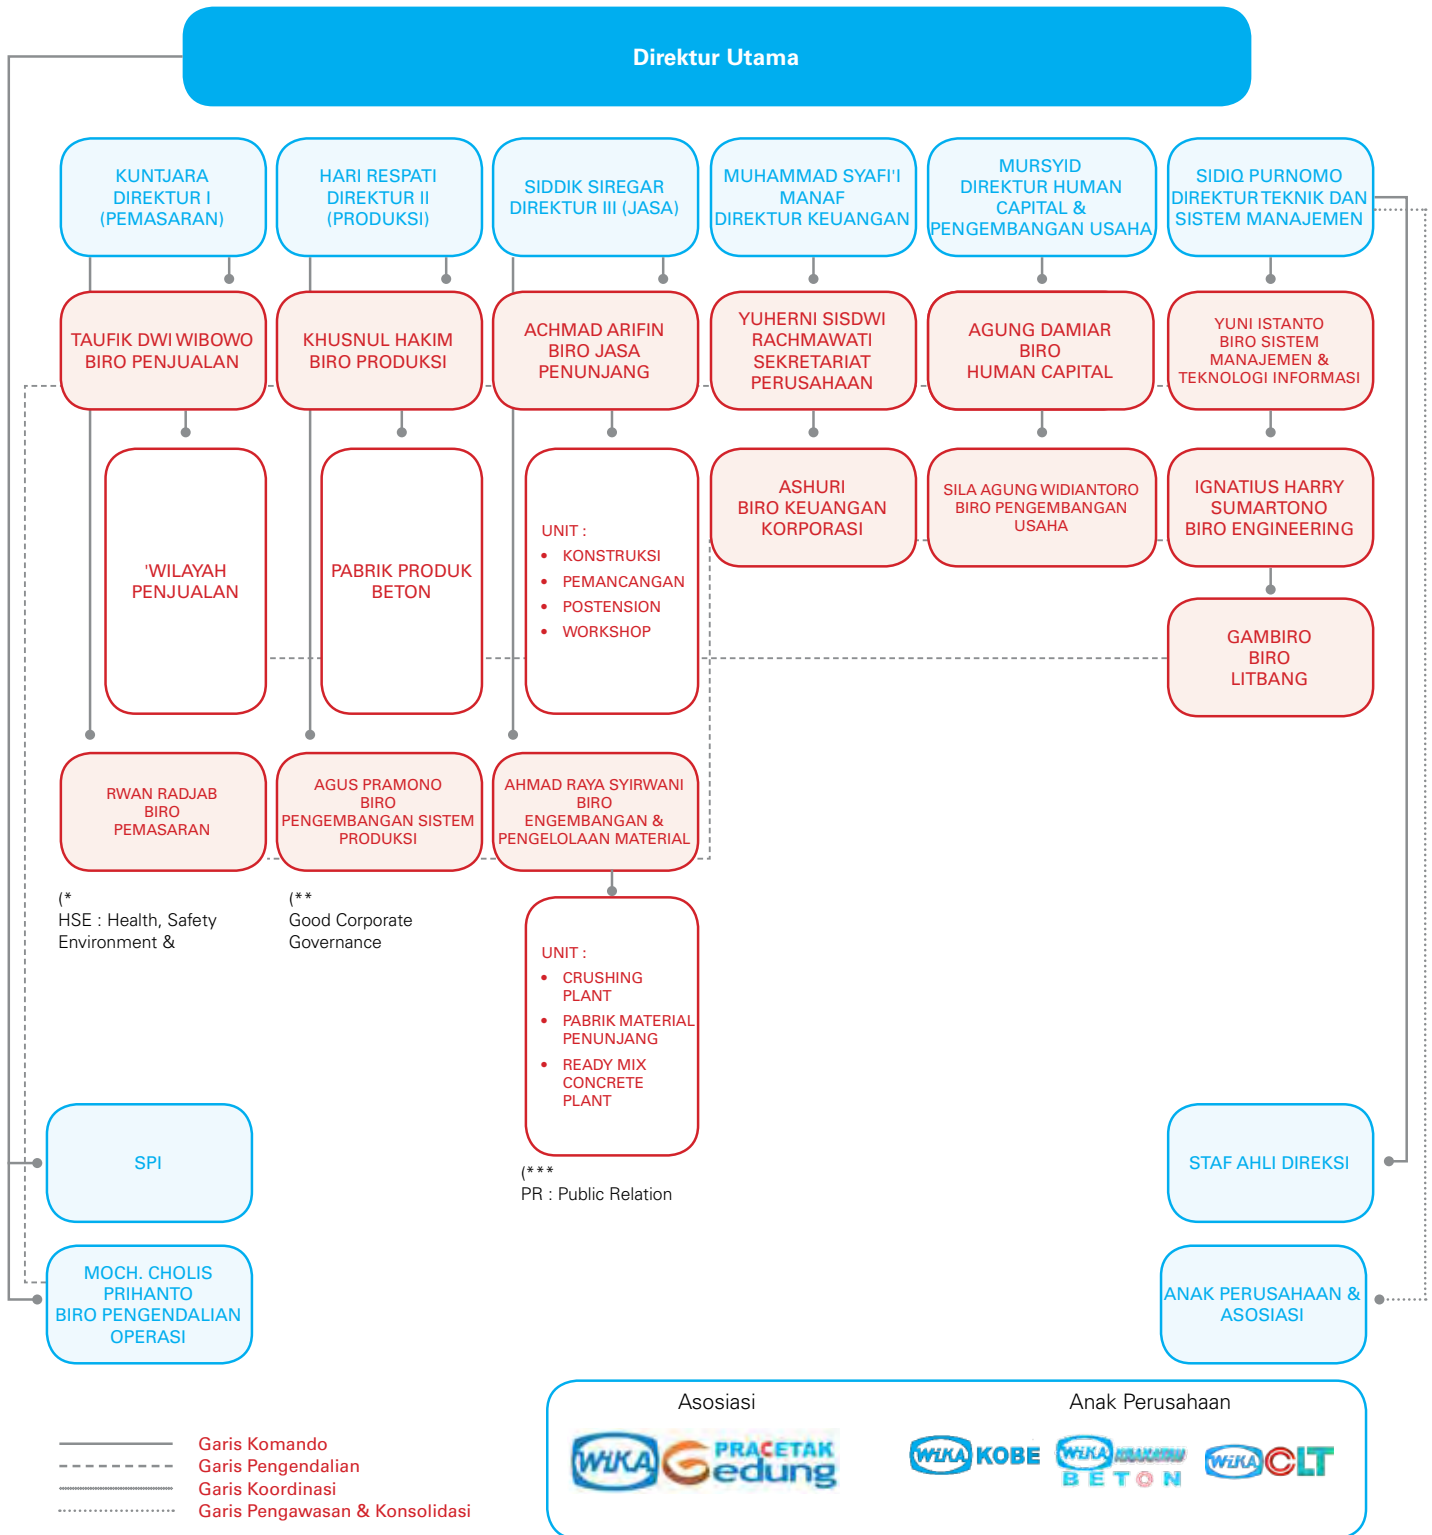 Direktur Utama
KUNTJARA
DIREKTUR I
(PEMASARAN)
HARI RESPATI
DIREKTUR II
(PRODUKSI)
SIDDIK SIREGAR
DIREKTUR III (JASA)
MUHAMMAD SYAFI'I
MANAF
DIREKTUR KEUANGAN
MURSYID
DIREKTUR HUMAN
CAPITAL &
PENGEMBANGAN USAHA
SIDIQ PURNOMO
DIREKTUR TEKNIK DAN
SISTEM MANAJEMEN
TAUFIK DWI WIBOWO
BIRO PENJUALAN
KHUSNUL HAKIM
BIRO PRODUKSI
ACHMAD ARIFIN
BIRO JASA
PENUNJANG
YUHERNI SISDWI
RACHMAWATI
SEKRETARIAT
PERUSAHAAN
AGUNG DAMIAR
BIRO
HUMAN CAPITAL
YUNI ISTANTO
BIRO SISTEM
MANAJEMEN &
TEKNOLOGI INFORMASI
'WILAYAH
PENJUALAN
PABRIK PRODUK
BETON
UNIT :
• KONSTRUKSI
• PEMANCANGAN
• POSTENSION
• WORKSHOP
ASHURI
BIRO KEUANGAN
KORPORASI
SILA AGUNG WIDIANTORO
BIRO PENGEMBANGAN
USAHA
IGNATIUS HARRY
SUMARTONO
BIRO ENGINEERING
GAMBIRO
BIRO
LITBANG
RWAN RADJAB
BIRO
PEMASARAN
AGUS PRAMONO
BIRO
PENGEMBANGAN SISTEM
PRODUKSI
AHMAD RAYA SYIRWANI
BIRO
ENGEMBANGAN &
PENGELOLAAN MATERIAL
(*
HSE : Health, Safety
Environment &
(**
Good Corporate
Governance
UNIT :
• CRUSHING
PLANT
• PABRIK MATERIAL
PENUNJANG
• READY MIX
CONCRETE
PLANT
(***
PR : Public Relation
SPI
STAF AHLI DIREKSI
MOCH. CHOLIS
PRIHANTO
BIRO PENGENDALIAN
OPERASI
ANAK PERUSAHAAN &
ASOSIASI
Garis Komando
Garis Pengendalian
Garis Koordinasi
Garis Pengawasan & Konsolidasi
Asosiasi
WIKA PRACETAK
Gedung
Anak Perusahaan
WIKA KOBE
WIKA KRAKATAU
BETON
WIKA CLT